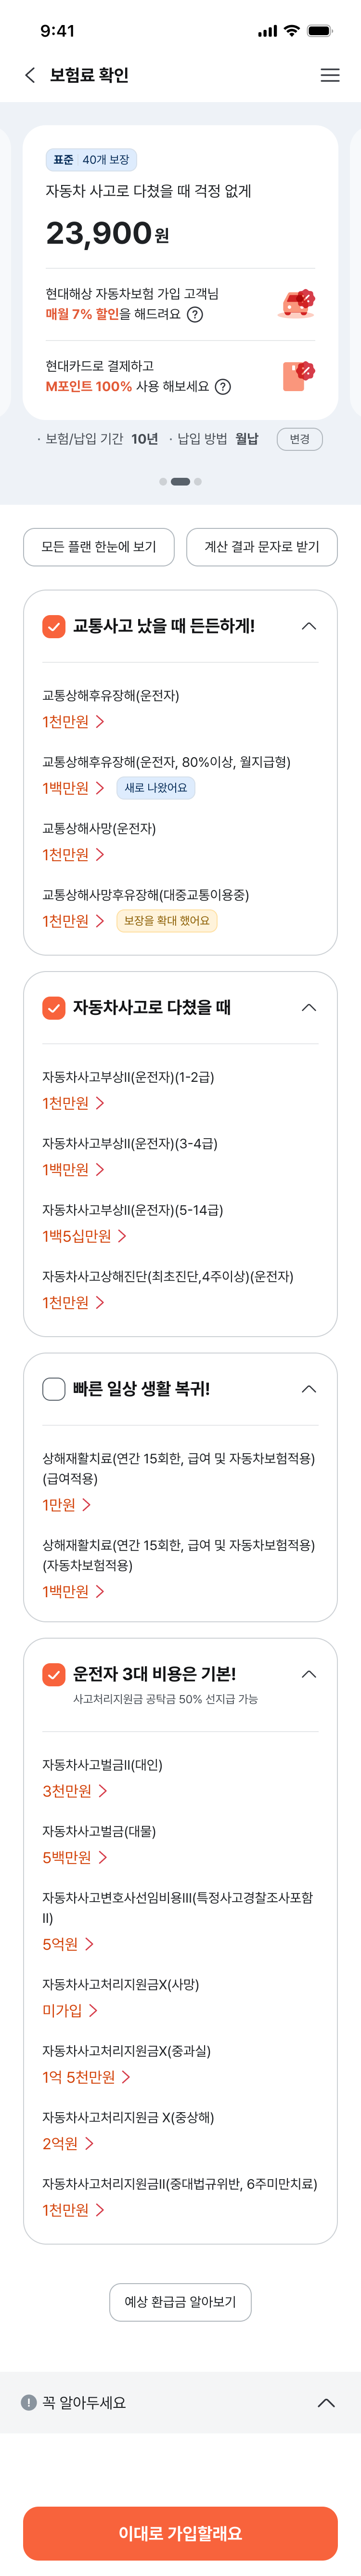 9:41
보험료 확인
표준 40개 보장
자동차 사고로 다쳤을 때 걱정 없게
23,900원
현대해상 자동차보험 가입 고객님
매월 7% 할인을 해드려요 ?
현대카드로 결제하고
M포인트 100% 사용 해보세요 ?
· 보험/납입 기간 10년 · 납입 방법 월납 변경
모든 플랜 한눈에 보기 계산 결과 문자로 받기
교통사고 났을 때 든든하게!
교통상해후유장해(운전자)
1천만원
교통상해후유장해(운전자, 80%이상, 월지급형)
1백만원 새로 나왔어요
교통상해사망(운전자)
1천만원
교통상해사망후유장해(대중교통이용중)
1천만원 보장을 확대 했어요
자동차사고로 다쳤을 때
자동차사고부상II(운전자)(1-2급)
1천만원
자동차사고부상II(운전자)(3-4급)
1백만원
자동차사고부상II(운전자)(5-14급)
1백5십만원
자동차사고상해진단(최초진단,4주이상)(운전자)
1천만원
빠른 일상 생활 복귀!
상해재활치료(연간 15회한, 급여 및 자동차보험적용)
(급여적용)
1만원
상해재활치료(연간 15회한, 급여 및 자동차보험적용)
(자동차보험적용)
1백만원
운전자 3대 비용은 기본!
사고처리지원금 공탁금 50% 선지급 가능
자동차사고벌금II(대인)
3천만원
자동차사고벌금(대물)
5백만원
자동차사고변호사선임비용III(특정사고경찰조사포함
II)
5억원
자동차사고처리지원금X(사망)
미가입
자동차사고처리지원금X(중과실)
1억 5천만원
자동차사고처리지원금 X(중상해)
2억원
자동차사고처리지원금II(중대법규위반, 6주미만치료)
1천만원
예상 환급금 알아보기
! 꼭 알아두세요
이대로 가입할래요